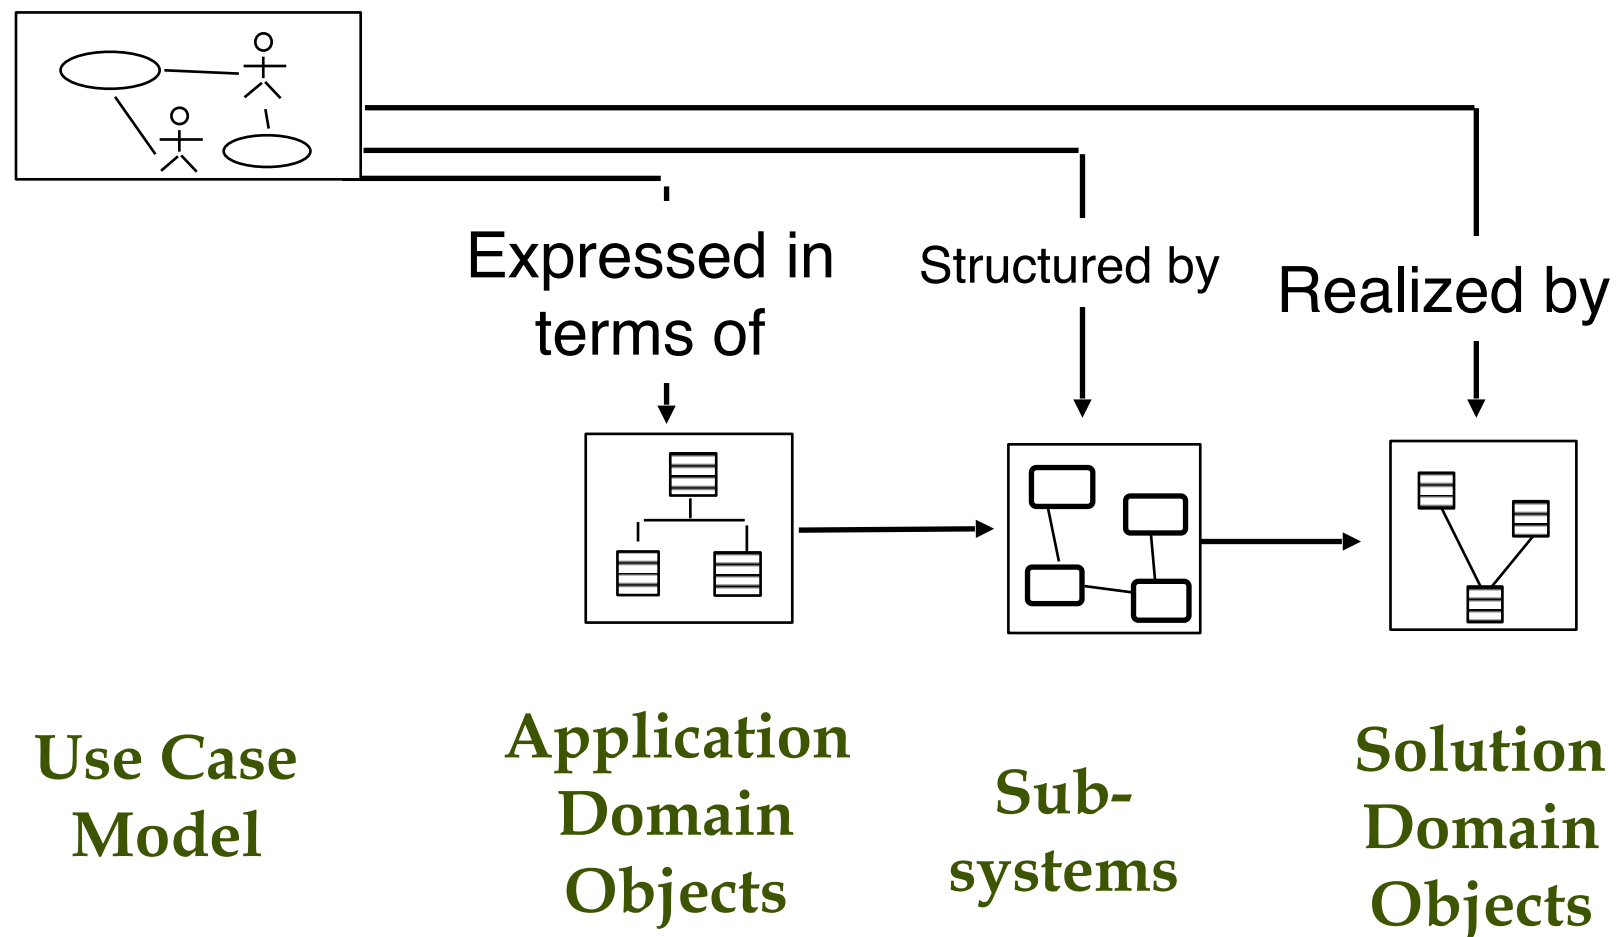 Expressed in
terms of
Structured by
Realized by
Use Case
Model
Application
Domain
Objects
Sub-
systems
Solution
Domain
Objects